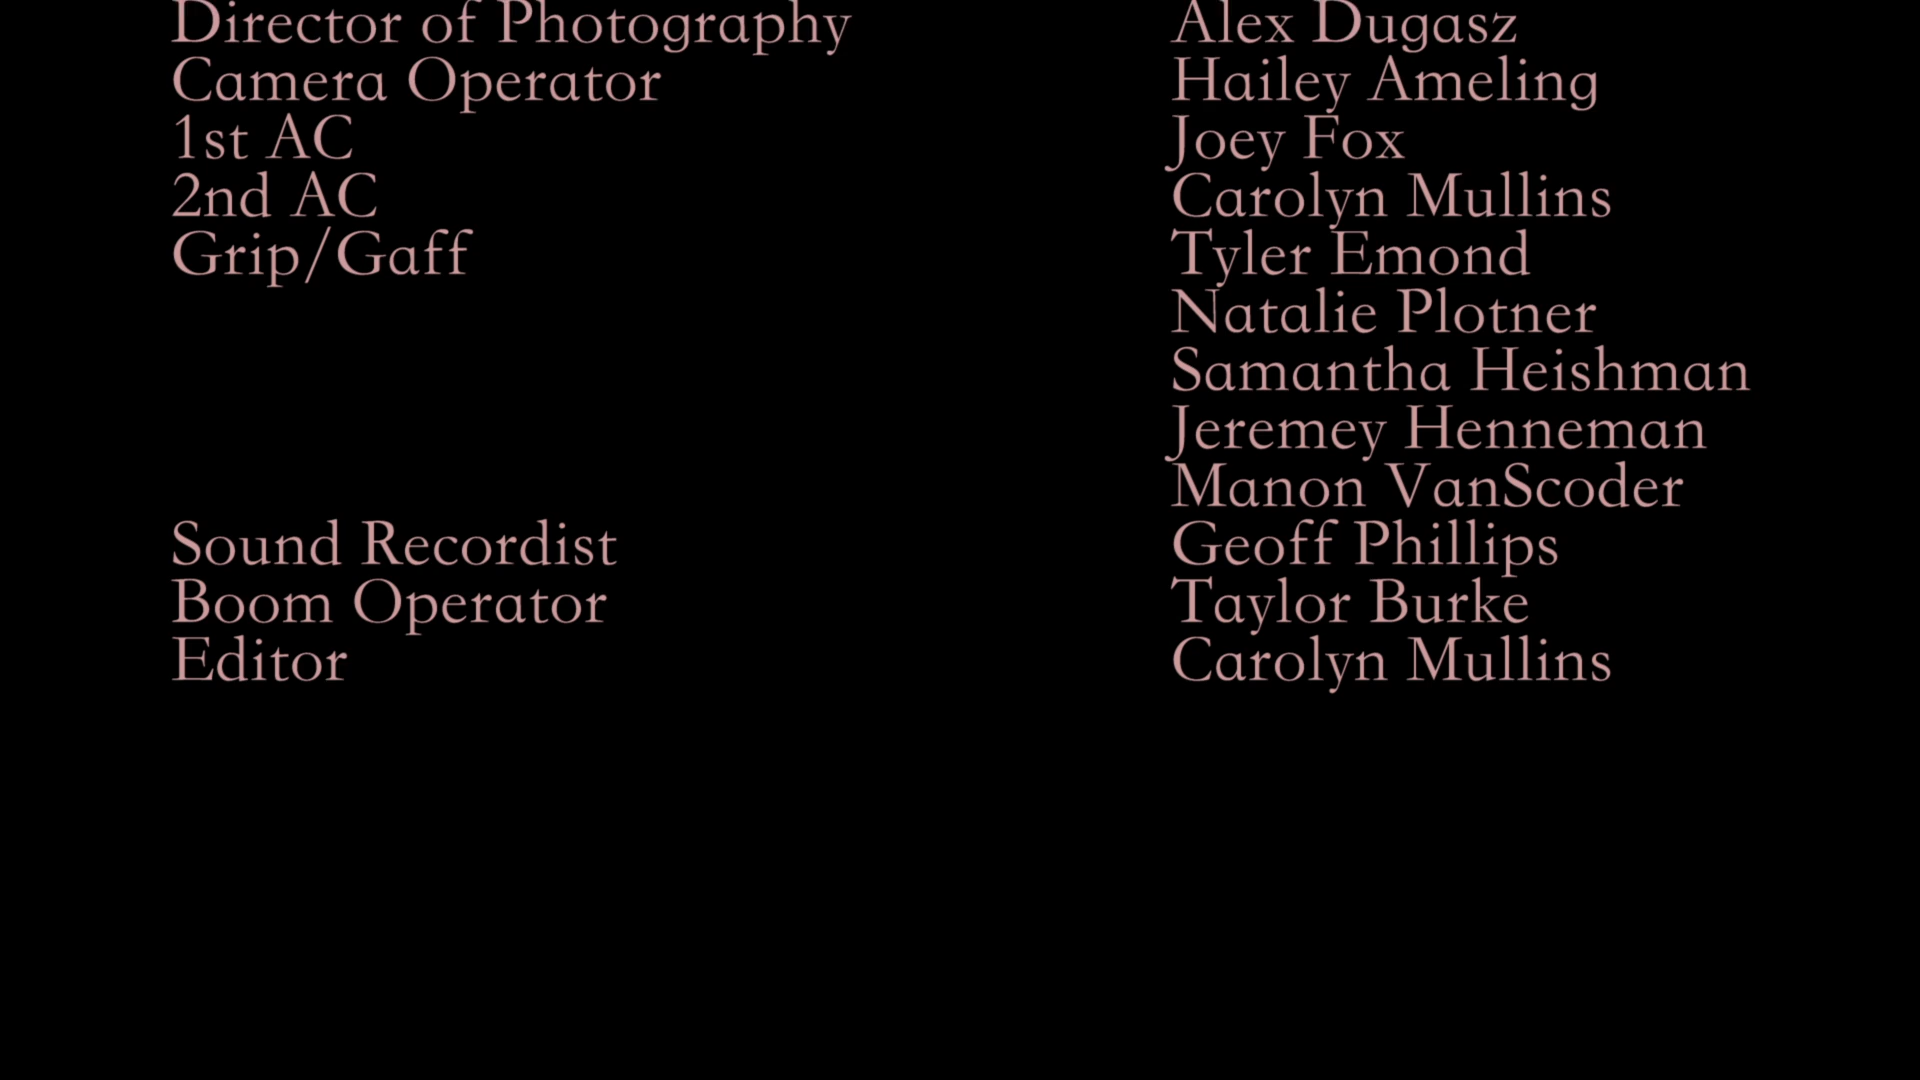 Director of Photography Alex Dugasz
Camera Operator Hailey Ameling
1st AC Joey Fox
2nd AC Carolyn Mullins
Grip/Gaff Tyler Emond
Natalie Plotner
Samantha Heishman
Jeremey Henneman
Manon VanScoder
Sound Recordist Geoff Phillips
Boom Operator Taylor Burke
Editor Carolyn Mullins